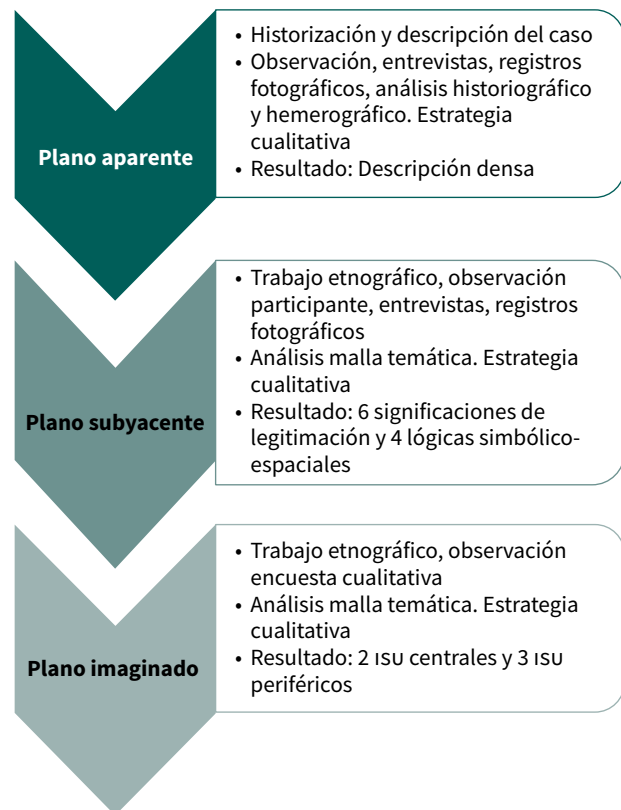 • Historización y descripción del caso
• Observación, entrevistas, registros
fotográficos, análisis historiográfico
y hemerográfico. Estrategia
cualitativa
• Resultado: Descripción densa
Plano aparente
• Trabajo etnográfico, observación
participante, entrevistas, registros
fotográficos
• Análisis malla temática. Estrategia
cualitativa
• Resultado: 6 significaciones de
legitimación y 4 lógicas simbólico-
espaciales
Plano subyacente
• Trabajo etnográfico, observación
encuesta cualitativa
• Análisis malla temática. Estrategia
cualitativa
• Resultado: 2 ISU centrales y 3 ISU
periféricos
Plano imaginado